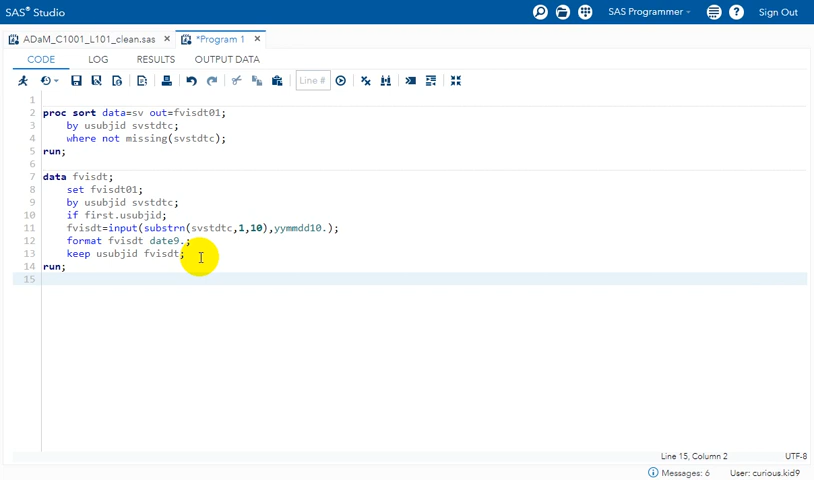 SAS® Studio
SAS Programmer
Sign Out
ADaM_C1001_L101_clean.sas ×
*Program 1 ×
CODE LOG RESULTS OUTPUT DATA
Line #
1
2 proc sort data=sv out=fvisdt01;
3 by usubjid svstdtc;
4 where not missing(svstdtc);
5 run;
6
7 data fvisdt;
8 set fvisdt01;
9 by usubjid svstdtc;
10 if first.usubjid;
11 fvisdt=input(substrn(svstdtc,1,10),yymmdd10.);
12 format fvisdt date9.;
13 keep usubjid fvisdt;
14 run;
15
Line 15, Column 2 UTF-8
Messages: 6 User: curious.kid9